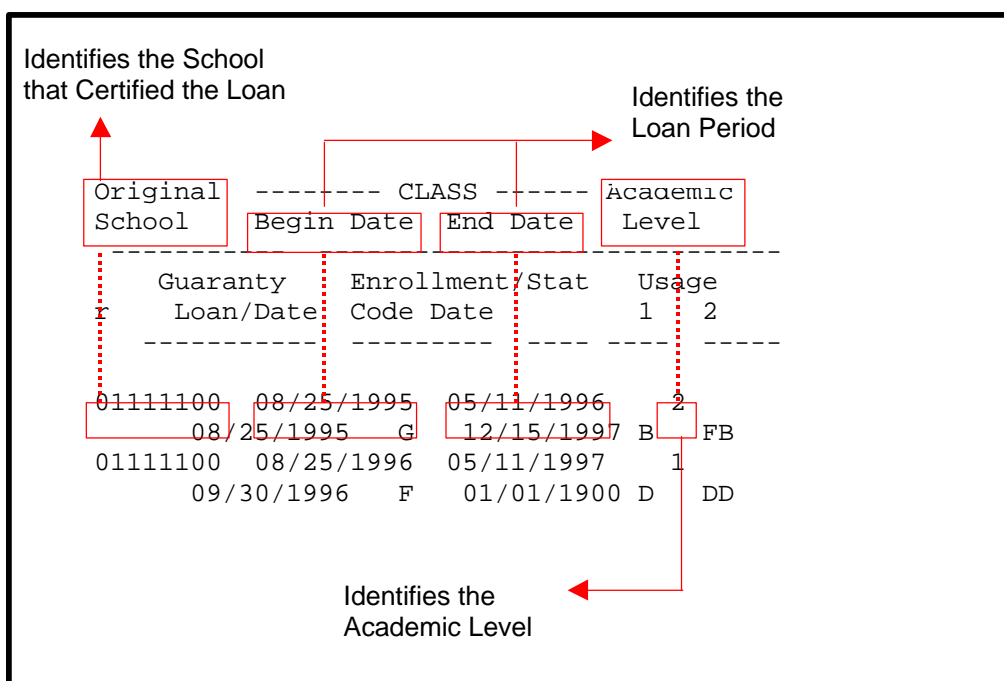 Identifies the School
that Certified the Loan
Identifies the
Loan Period
Original -------- CLASS ------ Academic
School Begin Date End Date Level
Guaranty Enrollment/Stat Usage
r Loan/Date Code Date 1 2
----------- --------- ---- ---- -----
01111100 08/25/1995 05/11/1996 2
08/25/1995 G 12/15/1997 B FB
01111100 08/25/1996 05/11/1997 1
09/30/1996 F 01/01/1900 D DD
Identifies the
Academic Level